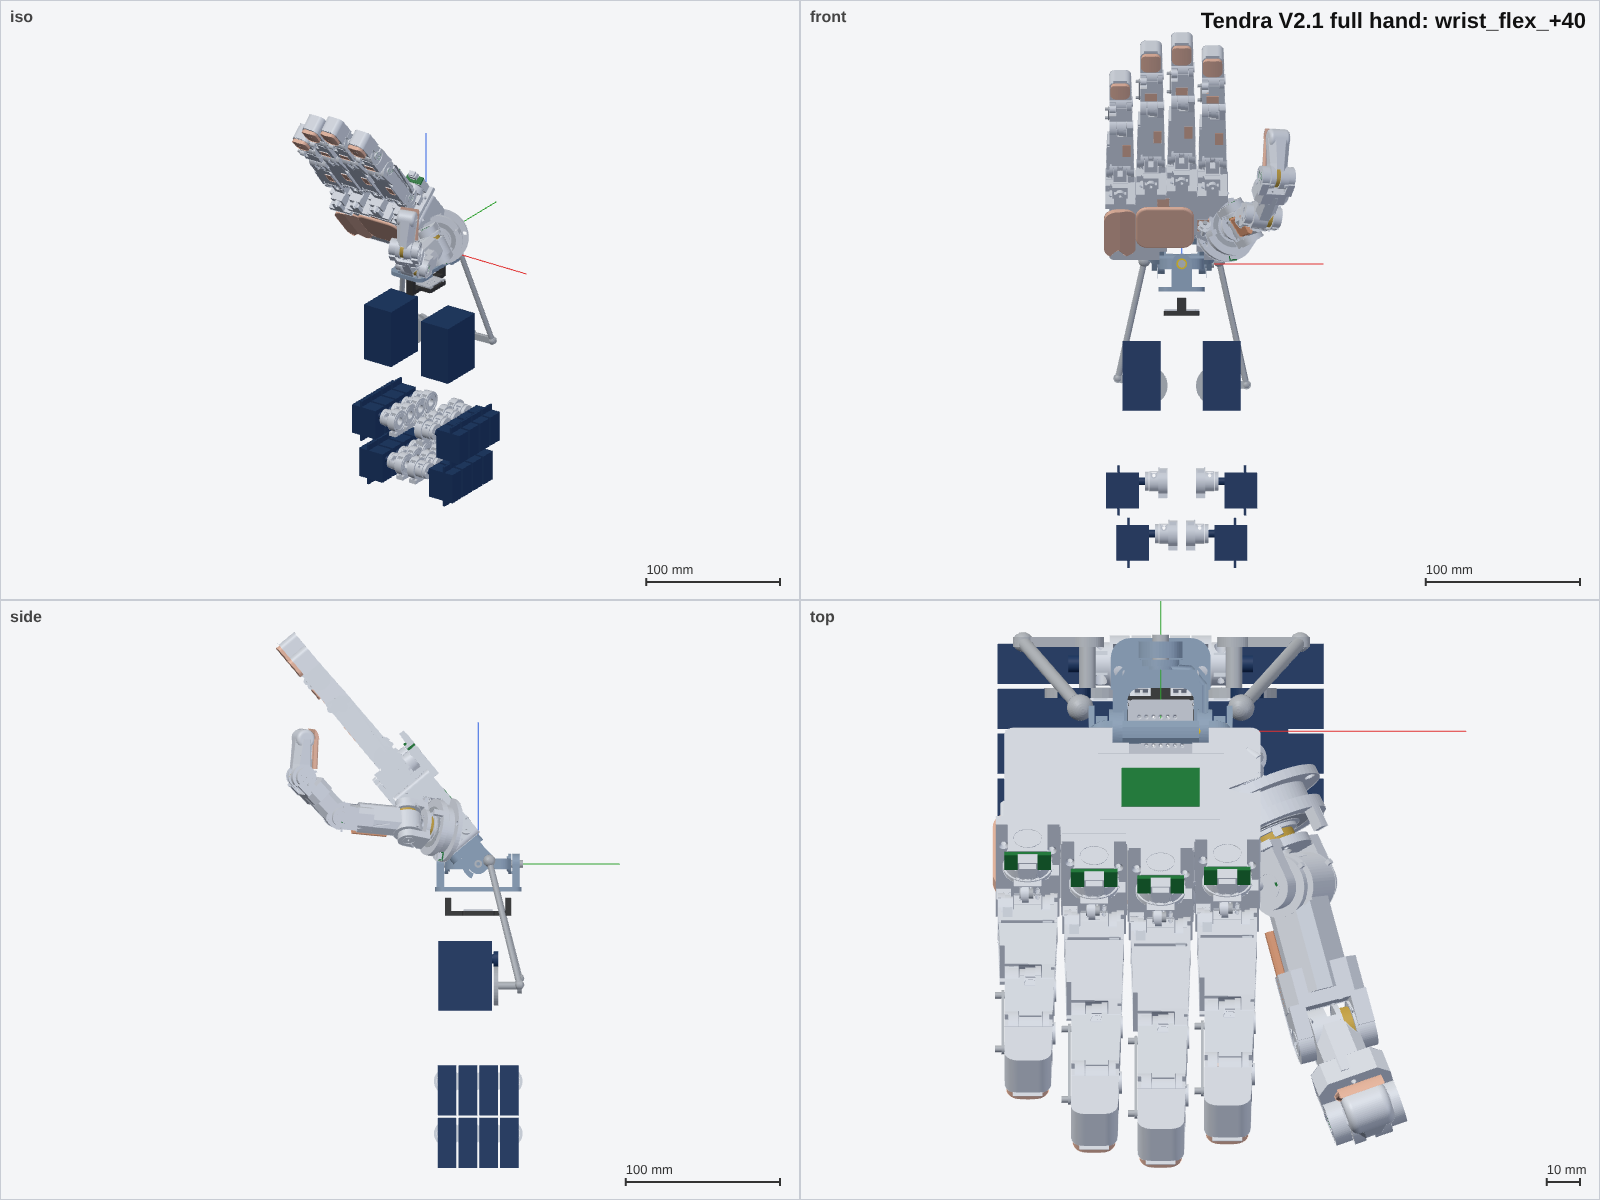 iso
front
Tendra V2.1 full hand: wrist_flex_+40
100 mm
100 mm
side
top
100 mm
10 mm